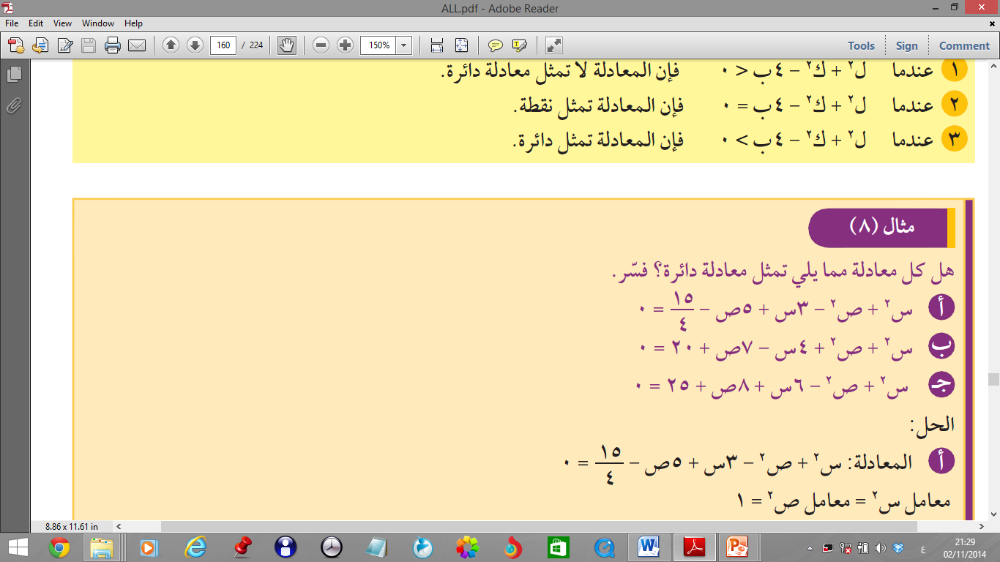 ALL.pdf - Adobe Reader
File Edit View Window Help
160 / 224 150% Tools Sign Comment
١ عندما ل٢ + ك٢ − ٤ب < ٠ فإن المعادلة لا تمثل معادلة دائرة.
٢ عندما ل٢ + ك٢ − ٤ب = ٠ فإن المعادلة تمثل نقطة.
٣ عندما ل٢ + ك٢ − ٤ب > ٠ فإن المعادلة تمثل دائرة.
مثال (٨)
هل كل معادلة مما يلي تمثل معادلة دائرة؟ فسّر.
أ س٢ + ص٢ − ٣س + ٥ص − ١٥/٤ = ٠
ب س٢ + ص٢ + ٤س − ٧ص + ٢٠ = ٠
جـ س٢ + ص٢ − ٦س + ٨ص + ٢٥ = ٠
الحل:
أ المعادلة: س٢ + ص٢ − ٣س + ٥ص − ١٥/٤ = ٠
معامل س٢ = معامل ص٢ = ١
8.86 x 11.61 in
ع 21:29
02/11/2014